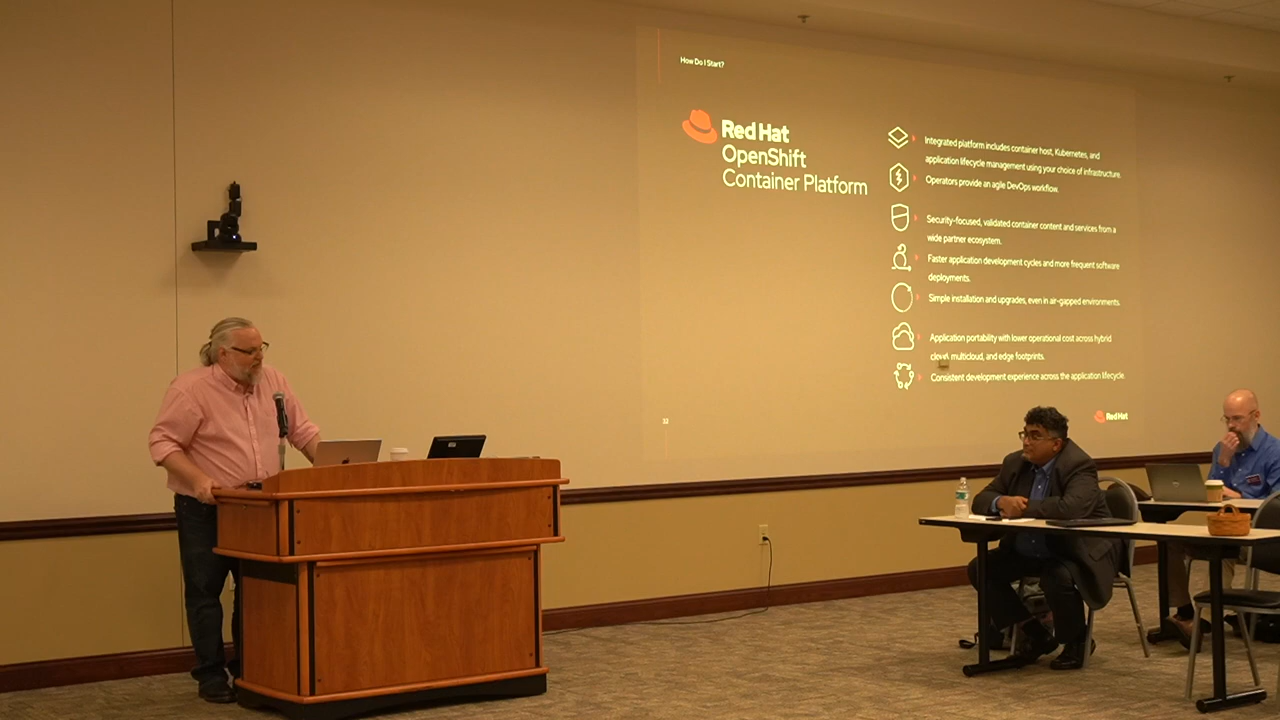 How Do I Start?
Red Hat
OpenShift
Container Platform
Integrated platform includes container host, Kubernetes, and
application lifecycle management using your choice of infrastructure.
Operators provide an agile DevOps workflow.
Security-focused, validated container content and services from a
wide partner ecosystem.
Faster application development cycles and more frequent software
deployments.
Simple installation and upgrades, even in air-gapped environments.
Application portability with lower operational cost across hybrid
cloud, multicloud, and edge footprints.
Consistent development experience across the application lifecycle.
32
Red Hat